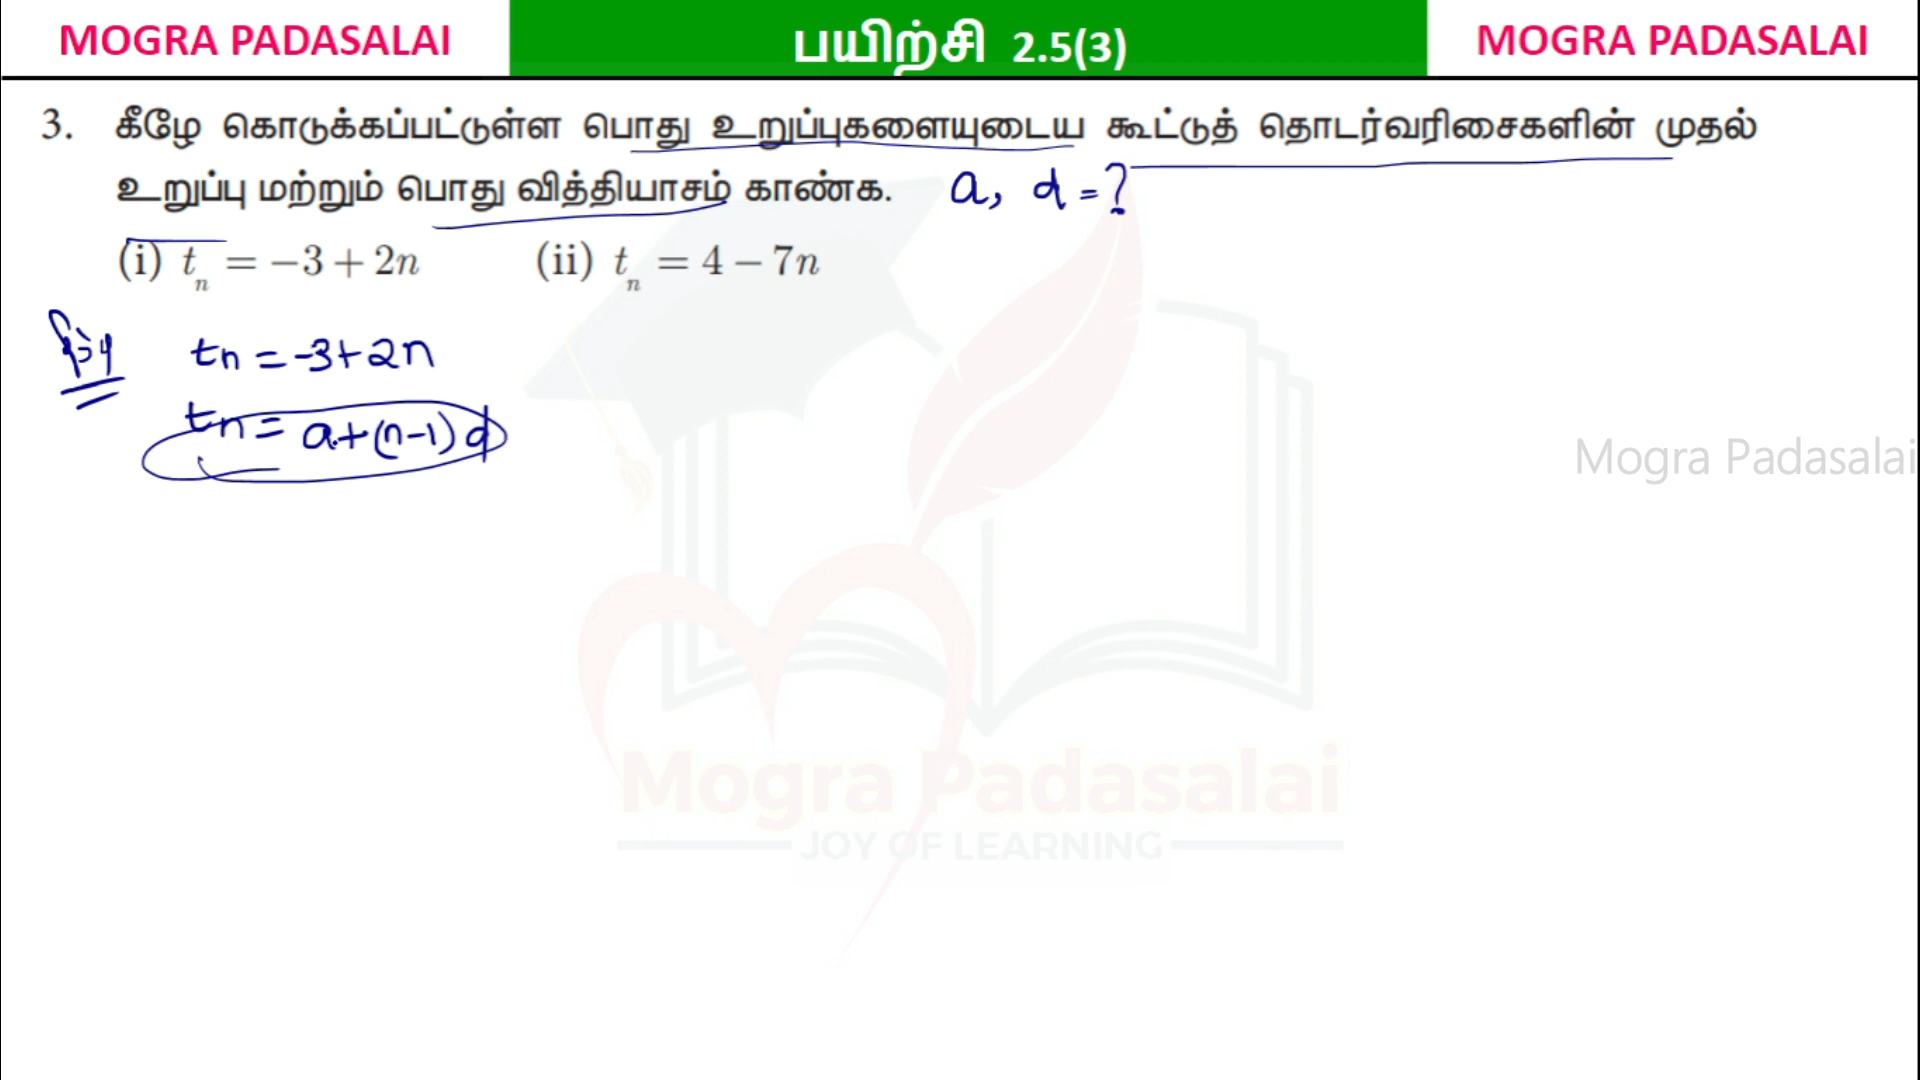 MOGRA PADASALAI
பயிற்சி 2.5(3)
MOGRA PADASALAI
3. கீழே கொடுக்கப்பட்டுள்ள பொது உறுப்புகளையுடைய கூட்டுத் தொடர்வரிசைகளின் முதல்
உறுப்பு மற்றும் பொது வித்தியாசம் காண்க. a, d = ?
(i) tₙ = −3 + 2n (ii) tₙ = 4 − 7n
tn = -3+2n
tn = a+(n-1)d
Mogra Padasalai
Mogra Padasalai
JOY OF LEARNING